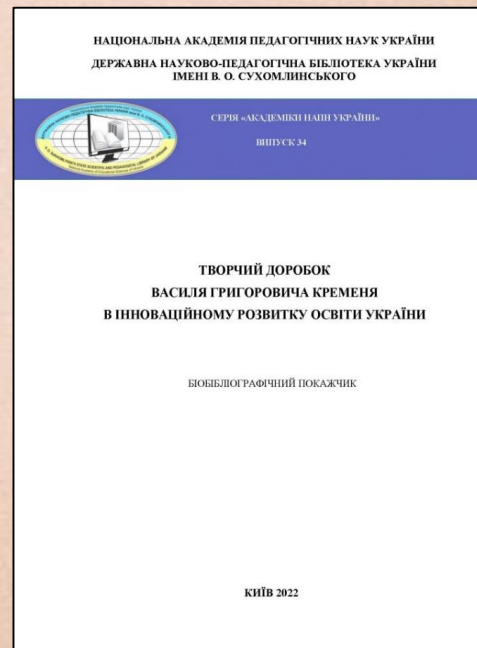 НАЦІОНАЛЬНА АКАДЕМІЯ ПЕДАГОГІЧНИХ НАУК УКРАЇНИ
ДЕРЖАВНА НАУКОВО-ПЕДАГОГІЧНА БІБЛІОТЕКА УКРАЇНИ
ІМЕНІ В. О. СУХОМЛИНСЬКОГО
СЕРІЯ «АКАДЕМІКИ НАПН УКРАЇНИ»
ВИПУСК 34
ТВОРЧИЙ ДОРОБОК
ВАСИЛЯ ГРИГОРОВИЧА КРЕМЕНЯ
В ІННОВАЦІЙНОМУ РОЗВИТКУ ОСВІТИ УКРАЇНИ
БІОБІБЛІОГРАФІЧНИЙ ПОКАЖЧИК
КИЇВ 2022